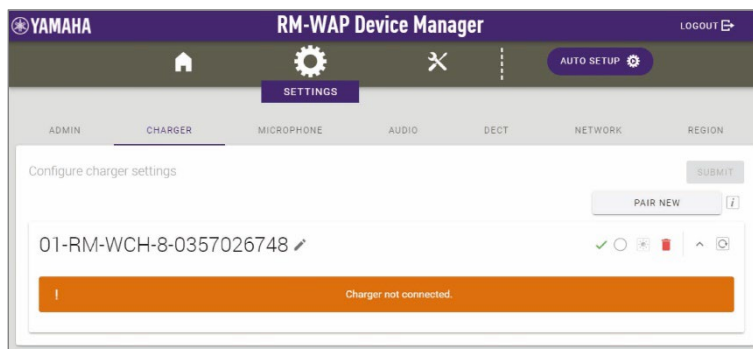 YAMAHA RM-WAP Device Manager LOGOUT
AUTO SETUP
SETTINGS
ADMIN CHARGER MICROPHONE AUDIO DECT NETWORK REGION
Configure charger settings SUBMIT
PAIR NEW i
01-RM-WCH-8-0357026748
! Charger not connected.